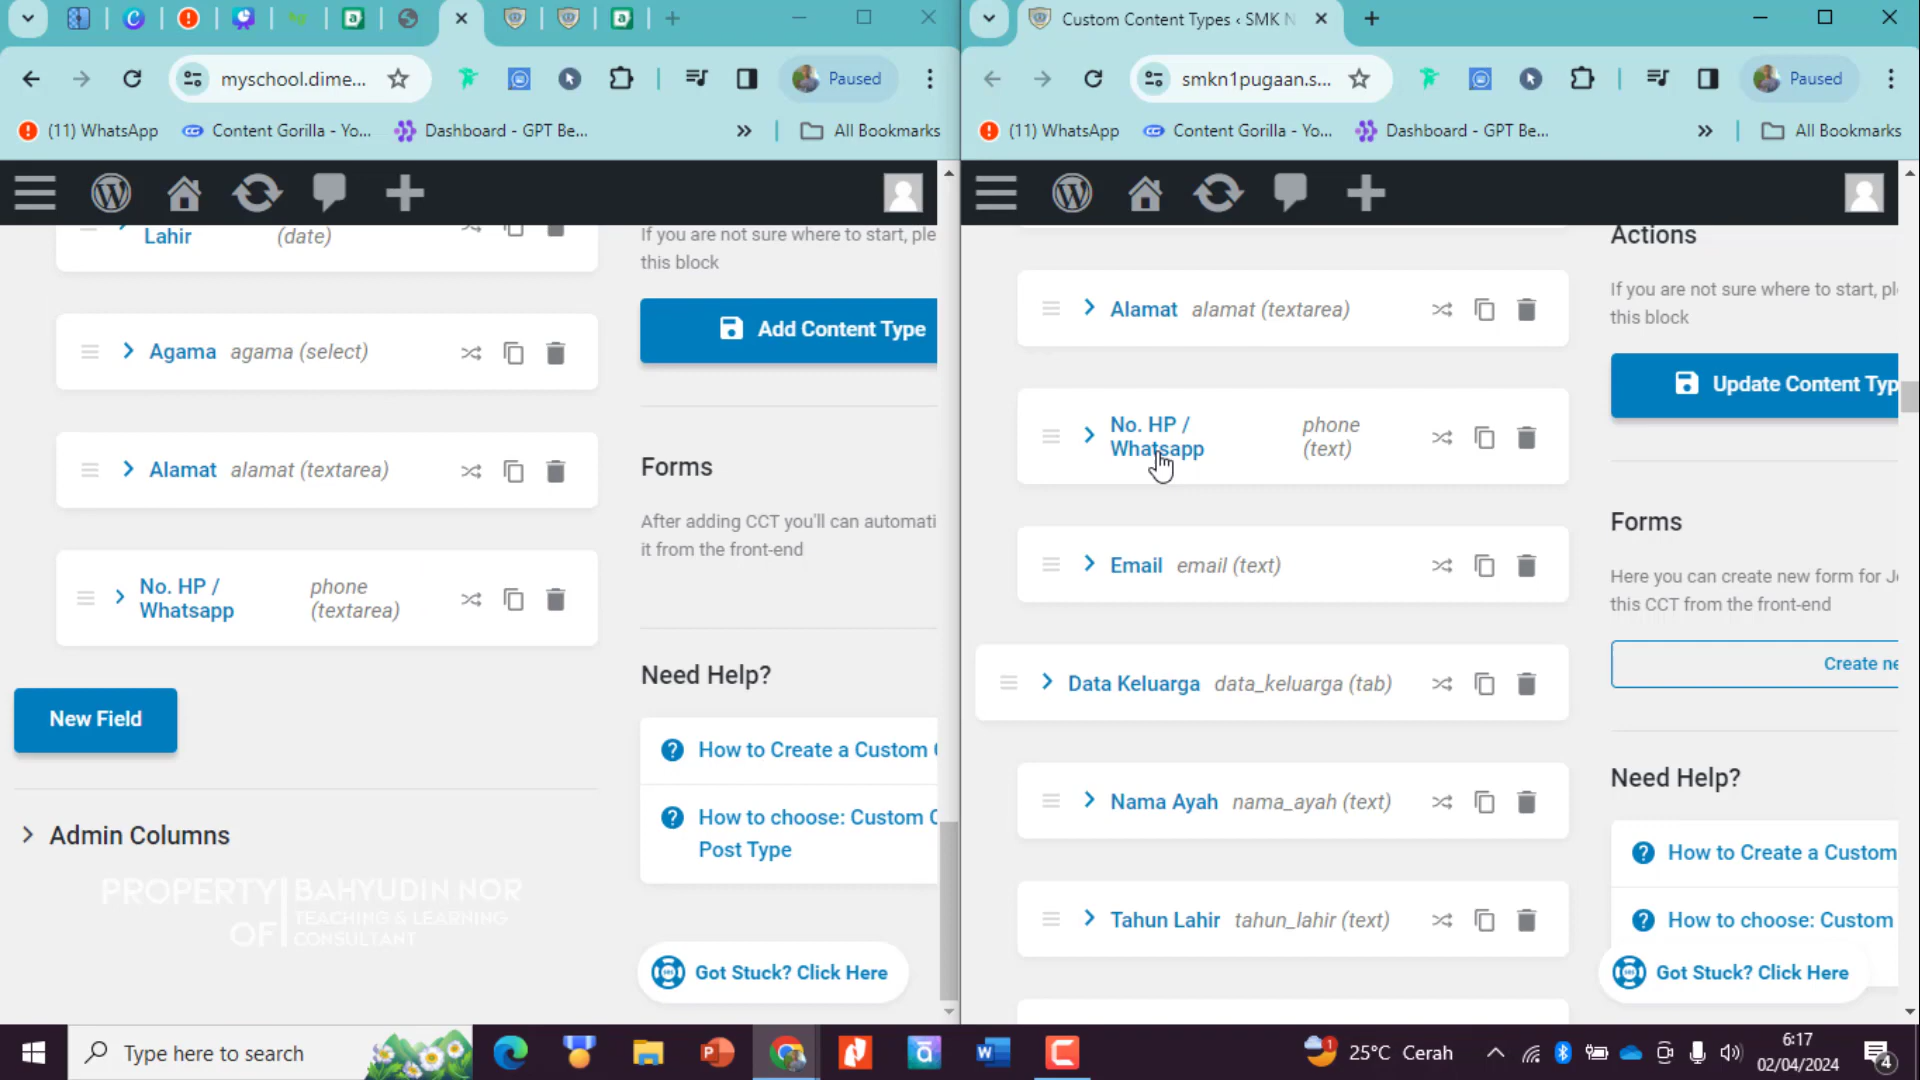 Custom Content Types ‹ SMK N
myschool.dime...
Paused
smkn1pugaan.s...
Paused
(11) WhatsApp
Content Gorilla - Yo...
Dashboard - GPT Be...
All Bookmarks
(11) WhatsApp
Content Gorilla - Yo...
Dashboard - GPT Be...
All Bookmarks
Lahir
(date)
Agama
agama (select)
Alamat
alamat (textarea)
No. HP /
Whatsapp
phone
(textarea)
New Field
Admin Columns
PROPERTY
OF
BAHYUDIN NOR
TEACHING & LEARNING
CONSULTANT
If you are not sure where to start, ple
this block
Add Content Type
Forms
After adding CCT you'll can automati
it from the front-end
Need Help?
How to Create a Custom
How to choose: Custom
Post Type
Got Stuck? Click Here
Alamat
alamat (textarea)
No. HP /
Whatsapp
phone
(text)
Email
email (text)
Data Keluarga
data_keluarga (tab)
Nama Ayah
nama_ayah (text)
Tahun Lahir
tahun_lahir (text)
Actions
If you are not sure where to start, pl
this block
Update Content Typ
Forms
Here you can create new form for J
this CCT from the front-end
Create ne
Need Help?
How to Create a Custom
How to choose: Custom
Got Stuck? Click Here
Type here to search
1
25°C Cerah
6:17
02/04/2024
4